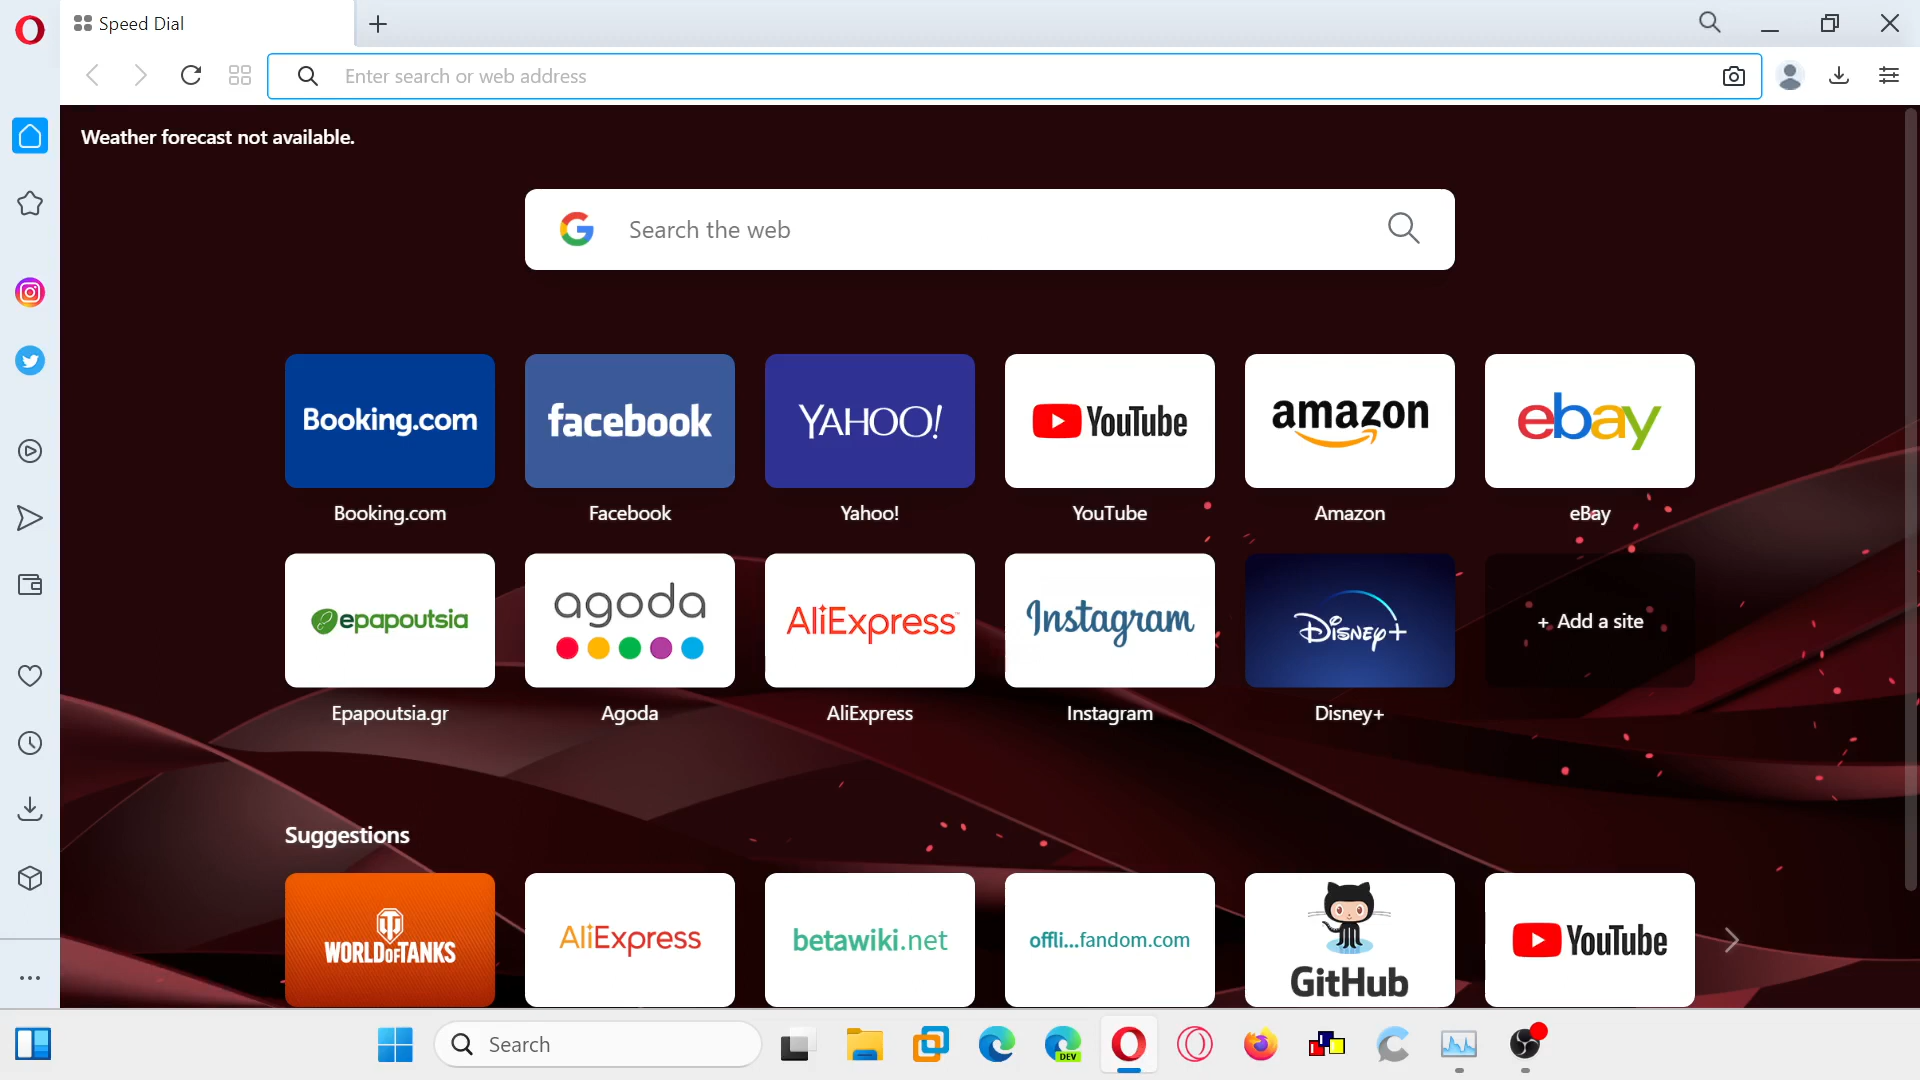 Speed Dial
Enter search or web address
Weather forecast not available.
Search the web
Booking.com
facebook
YAHOO!
YouTube
amazon
ebay
Booking.com
Facebook
Yahoo!
YouTube
Amazon
eBay
epapoutsia
agoda
AliExpress
Instagram
Disney+
+ Add a site
Epapoutsia.gr
Agoda
AliExpress
Instagram
Disney+
Suggestions
WORLD OF TANKS
AliExpress
betawiki.net
offli...fandom.com
GitHub
YouTube
Search
DEV